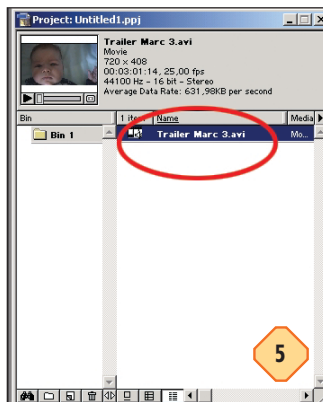 Project: Untitled1.ppj
Trailer Marc 3.avi
Movie
720 x 408
00:03:01:14, 25,00 fps
44100 Hz - 16 bit - Stereo
Average Data Rate: 631,98KB per second
Bin
1 item
Name
Media
Bin 1
Trailer Marc 3.avi
Mo...
5